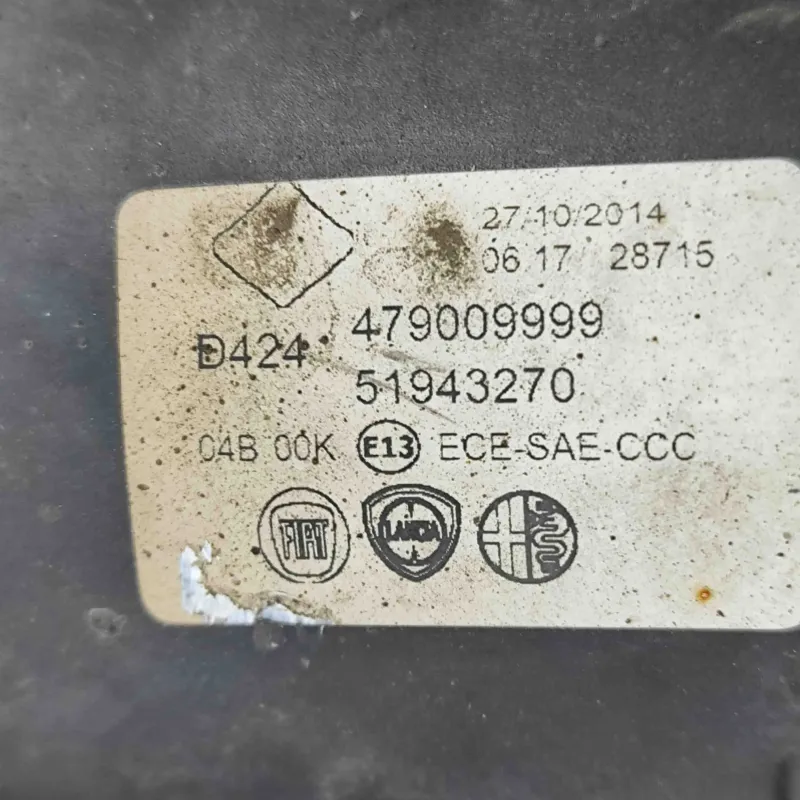 27/10/2014
06 17 28715
D424 479009999
51943270
04B 00K E13 ECE-SAE-CCC
FIAT LANCIA